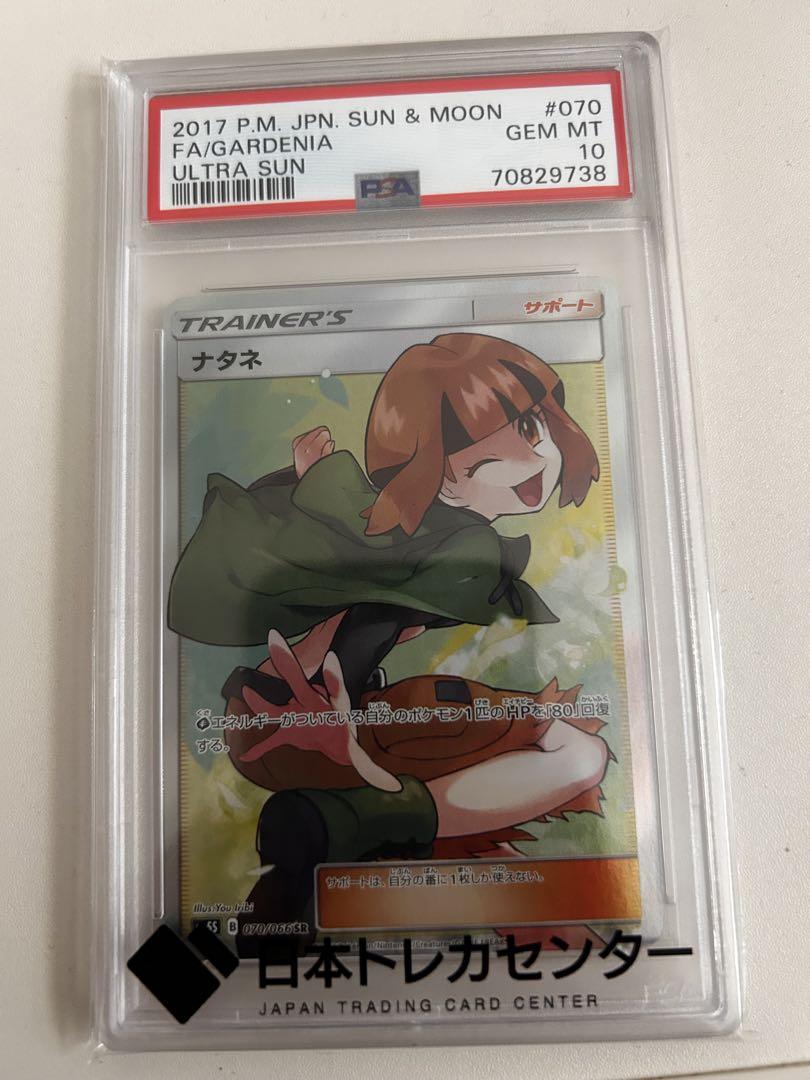 2017 P.M. JPN. SUN & MOON #070
FA/GARDENIA GEM MT
ULTRA SUN 10
70829738
PSA
TRAINER'S サポート
ナタネ
エネルギーがついている自分のポケモン1匹のHPを「80」回復
する。
サポートは、自分の番に1枚しか使えない。
Illus. You Iribi
B 070/066 SR
日本トレカセンター
JAPAN TRADING CARD CENTER